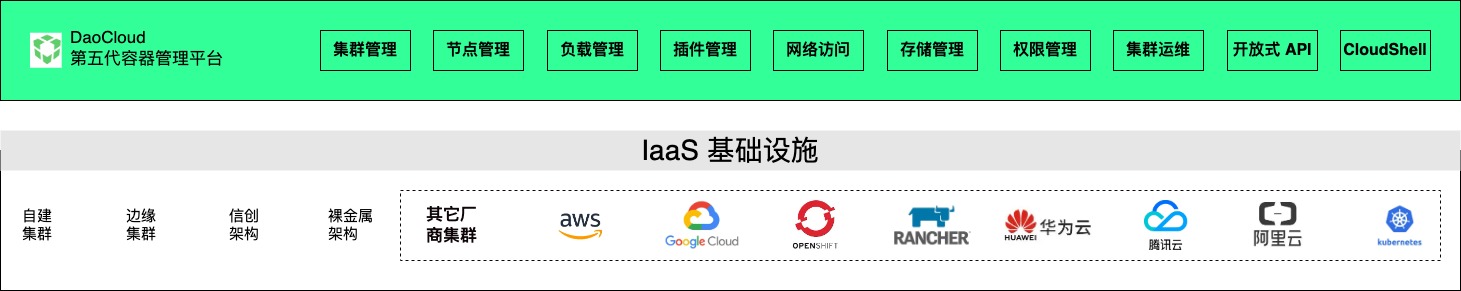 DaoCloud
第五代容器管理平台
集群管理
节点管理
负载管理
插件管理
网络访问
存储管理
权限管理
集群运维
开放式 API
CloudShell
IaaS 基础设施
自建
集群
边缘
集群
信创
架构
裸金属
架构
其它厂
商集群
aws
Google Cloud
OPENSHIFT
RANCHER
HUAWEI
华为云
腾讯云
阿里云
kubernetes